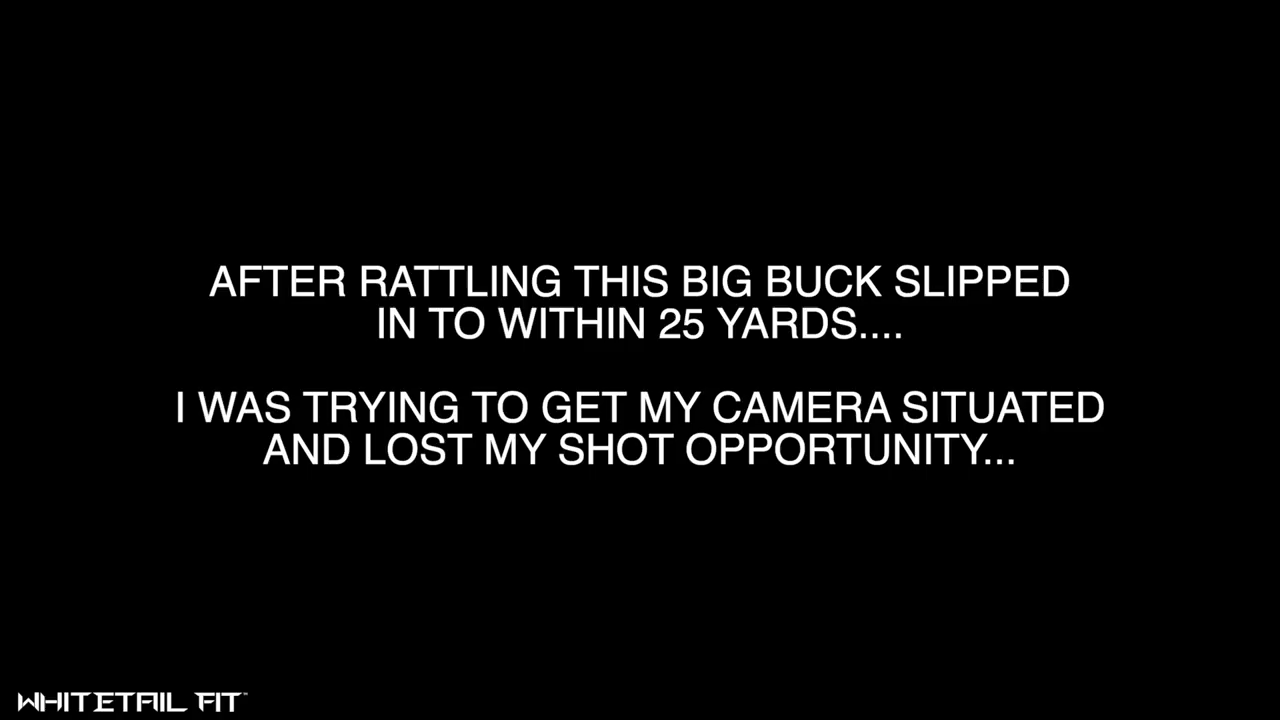 AFTER RATTLING THIS BIG BUCK SLIPPED
IN TO WITHIN 25 YARDS....
I WAS TRYING TO GET MY CAMERA SITUATED
AND LOST MY SHOT OPPORTUNITY...
WHITETAIL FIT™